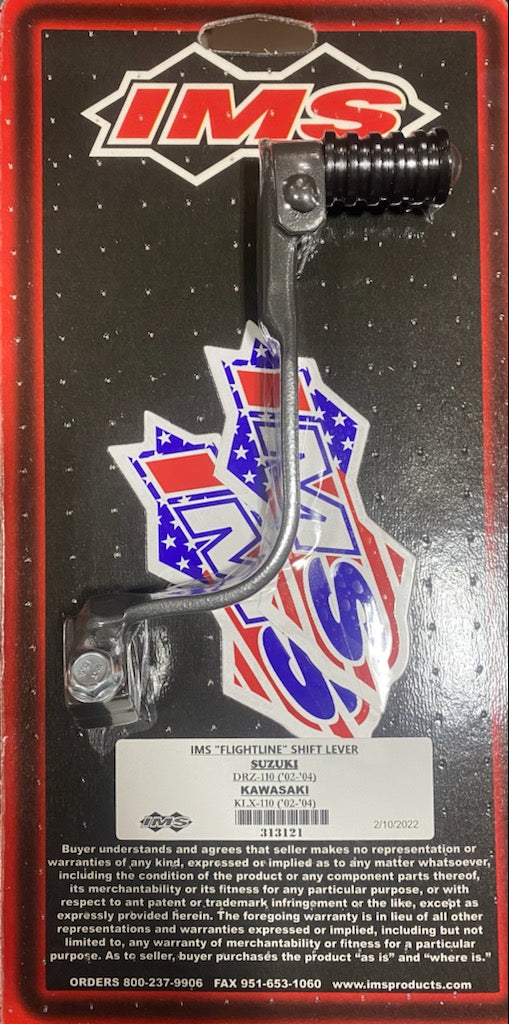 IMS
IMS
IMS
IMS "FLIGHTLINE" SHIFT LEVER
SUZUKI
DRZ-110 ('02-'04)
KAWASAKI
KLX-110 ('02-'04)
IMS
313121
2/10/2022
Buyer understands and agrees that seller makes no representation or
warranties of any kind, expressed or implied as to any matter whatsoever,
including the condition of the product or any component parts thereof,
its merchantability or its fitness for any particular purpose, or with
respect to ant patent or trademark infringement or the like, except as
expressly provided herein. The foregoing warranty is in lieu of all other
representations and warranties expressed or implied, including but not
limited to, any warranty of merchantability or fitness for a particular
purpose. As to seller, buyer purchases the product "as is" and "where is."
ORDERS 800-237-9906 FAX 951-653-1060 www.imsproducts.com